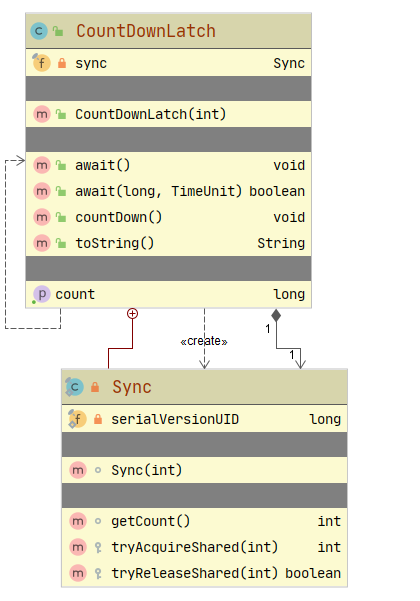 C CountDownLatch
f sync Sync
m CountDownLatch(int)
m await() void
m await(long, TimeUnit) boolean
m countDown() void
m toString() String
p count long
«create»
1
1
C Sync
f serialVersionUID long
m Sync(int)
m getCount() int
m tryAcquireShared(int) int
m tryReleaseShared(int) boolean